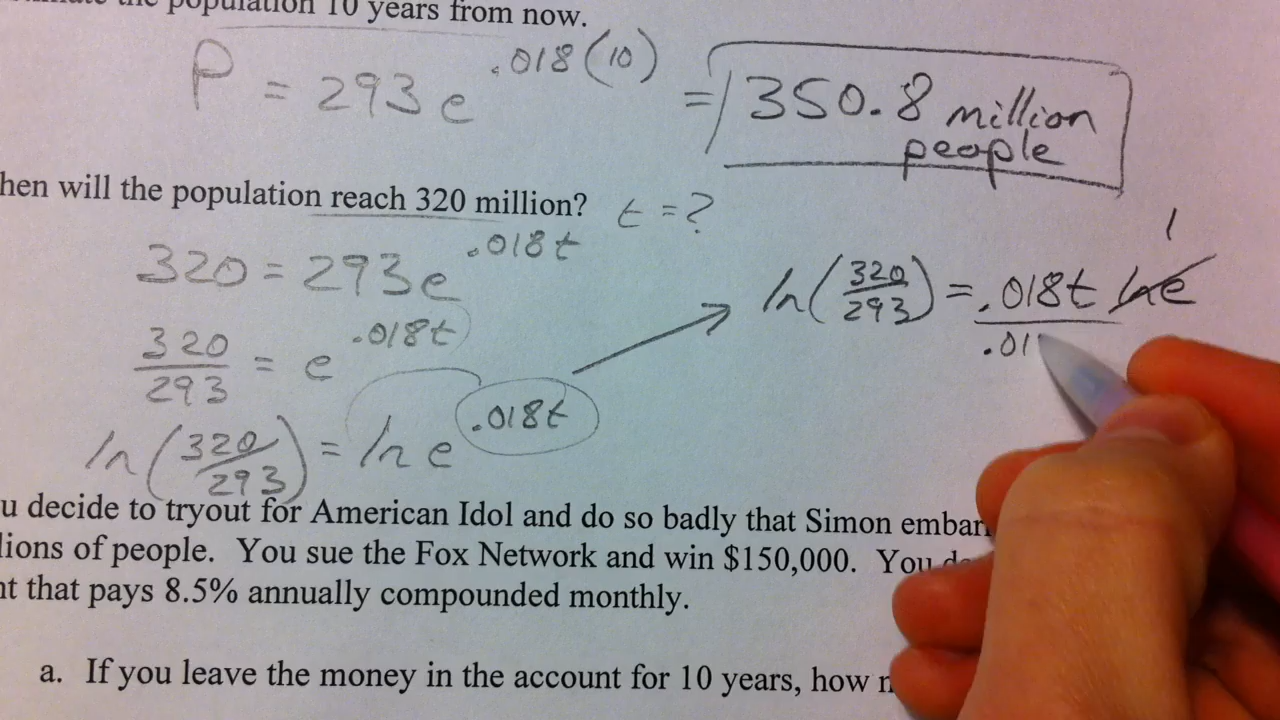 the population 10 years from now.
P = 293e^.018(10) = 350.8 million people
hen will the population reach 320 million? t = ?
320 = 293e^.018t
320/293 = e^.018t
ln(320/293) = ln e^.018t
ln(320/293) = .018t ln e
1
.01
u decide to tryout for American Idol and do so badly that Simon embar
lions of people. You sue the Fox Network and win $150,000. You
nt that pays 8.5% annually compounded monthly.
a. If you leave the money in the account for 10 years, how